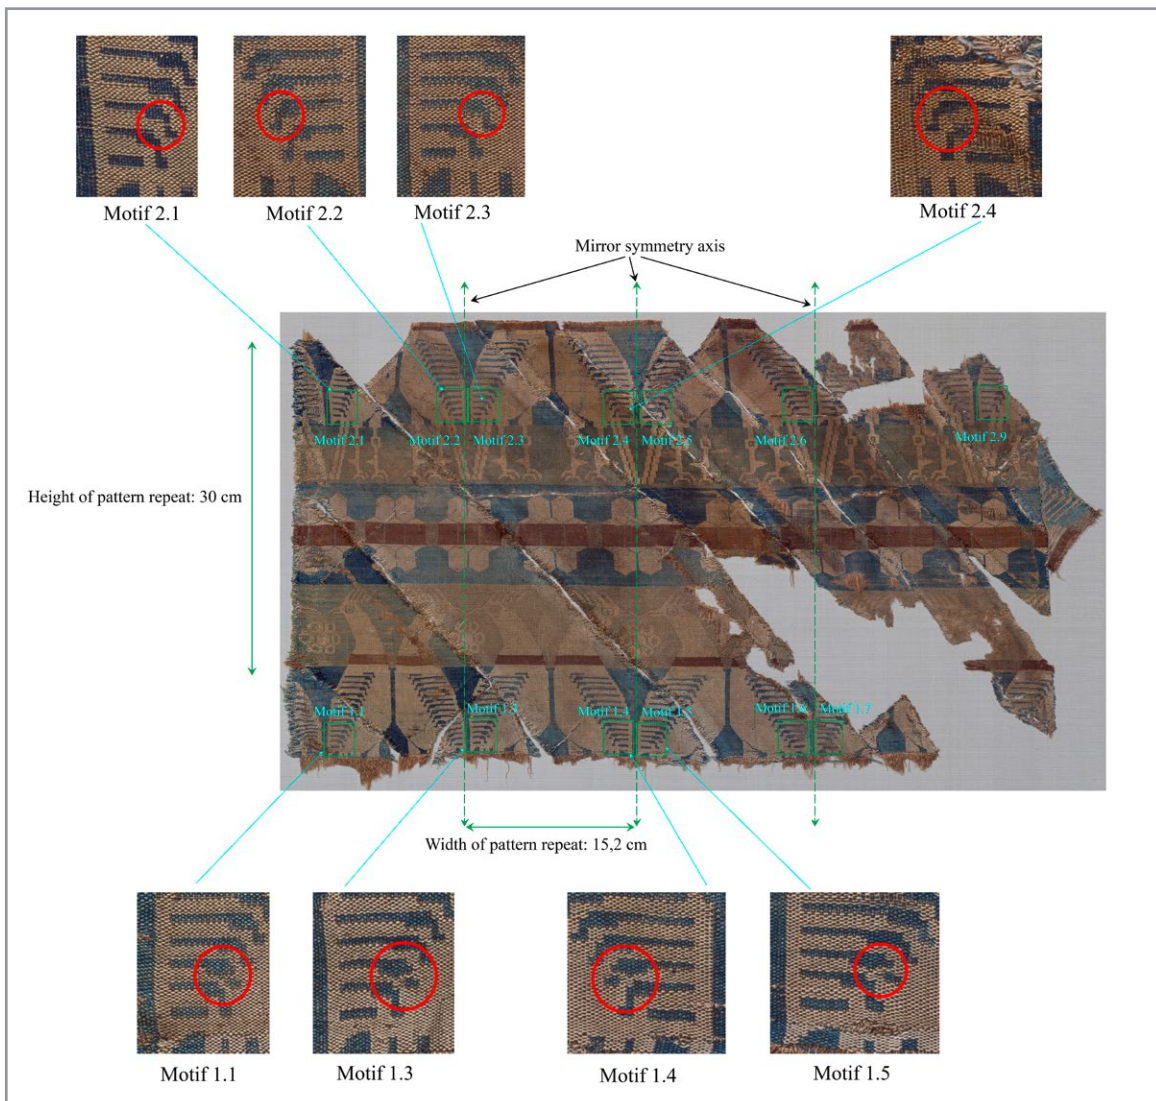 Motif 2.1
Motif 2.2
Motif 2.3
Motif 2.4
Mirror symmetry axis
Motif 2.1
Motif 2.2
Motif 2.3
Motif 2.4
Motif 2.5
Motif 2.6
Motif 2.9
Height of pattern repeat: 30 cm
Motif 1.1
Motif 1.3
Motif 1.4
Motif 1.5
Motif 1.6
Motif 1.7
Width of pattern repeat: 15,2 cm
Motif 1.1
Motif 1.3
Motif 1.4
Motif 1.5